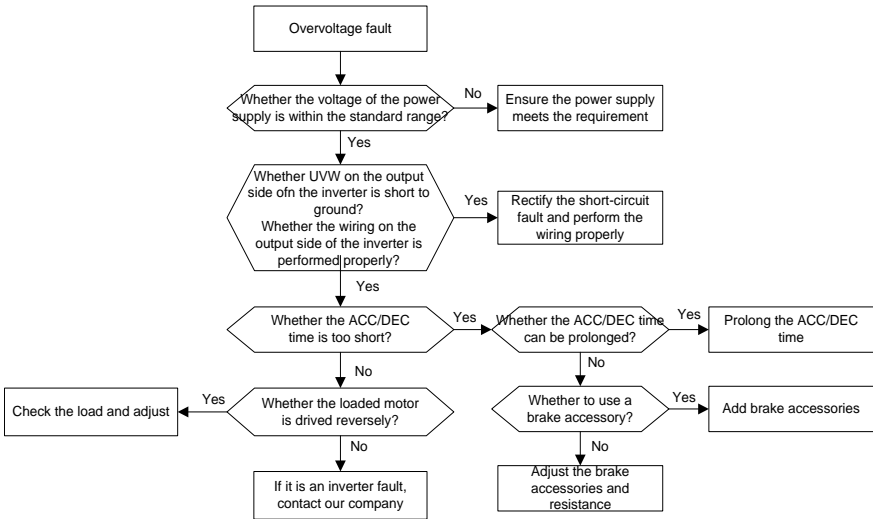 Overvoltage fault
Whether the voltage of the power
supply is within the standard range?
No
Ensure the power supply
meets the requirement
Yes
Whether UVW on the output
side ofn the inverter is short to
ground?
Whether the wiring on the
output side of the inverter is
performed properly?
Yes
Rectify the short-circuit
fault and perform the
wiring properly
Yes
Whether the ACC/DEC
time is too short?
Yes
Whether the ACC/DEC time
can be prolonged?
Yes
Prolong the ACC/DEC
time
No
No
Check the load and adjust
Yes
Whether the loaded motor
is drived reversely?
Whether to use a
brake accessory?
Yes
Add brake accessories
No
No
If it is an inverter fault,
contact our company
Adjust the brake
accessories and
resistance